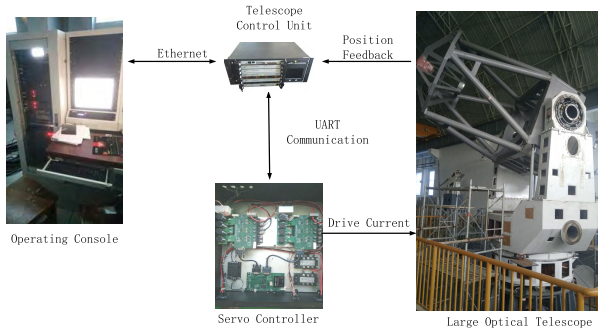 Telescope
Control Unit
Ethernet
Position
Feedback
UART
Communication
Operating Console
Drive Current
Servo Controller
Large Optical Telescope